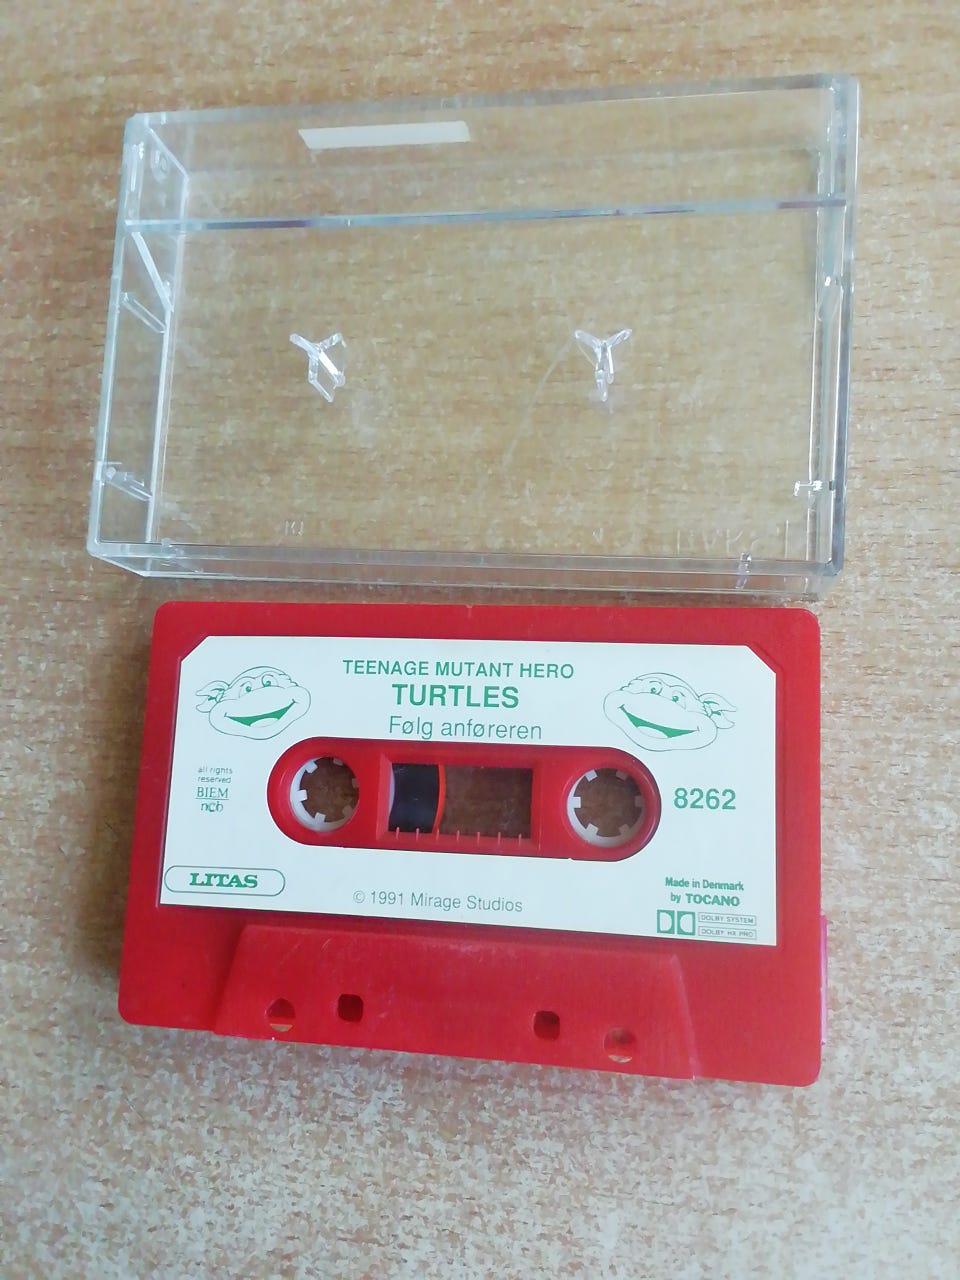 TEENAGE MUTANT HERO
TURTLES
Følg anføreren
all rights
reserved
BIEM
ncb
8262
LITAS
© 1991 Mirage Studios
Made in Denmark
by TOCANO
DOLBY SYSTEM
DOLBY HX PRO